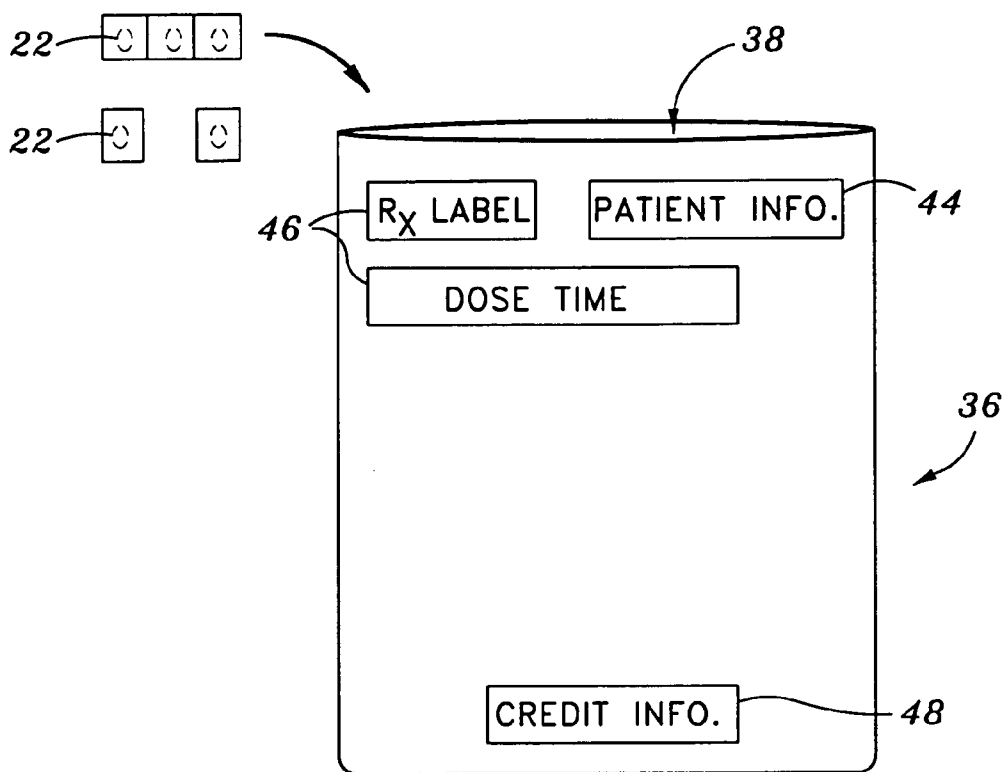 22
38
22
RX LABEL
PATIENT INFO.
44
46
DOSE TIME
36
CREDIT INFO.
48